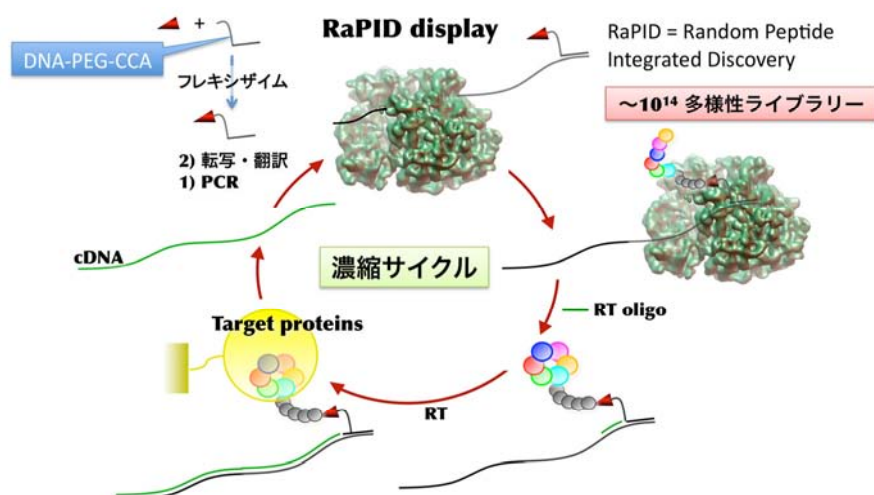 +
DNA-PEG-CCA
フレキシザイム
2) 転写・翻訳
1) PCR
RaPID display
RaPID = Random Peptide
Integrated Discovery
〜10¹⁴ 多様性ライブラリー
cDNA
濃縮サイクル
RT oligo
Target proteins
RT